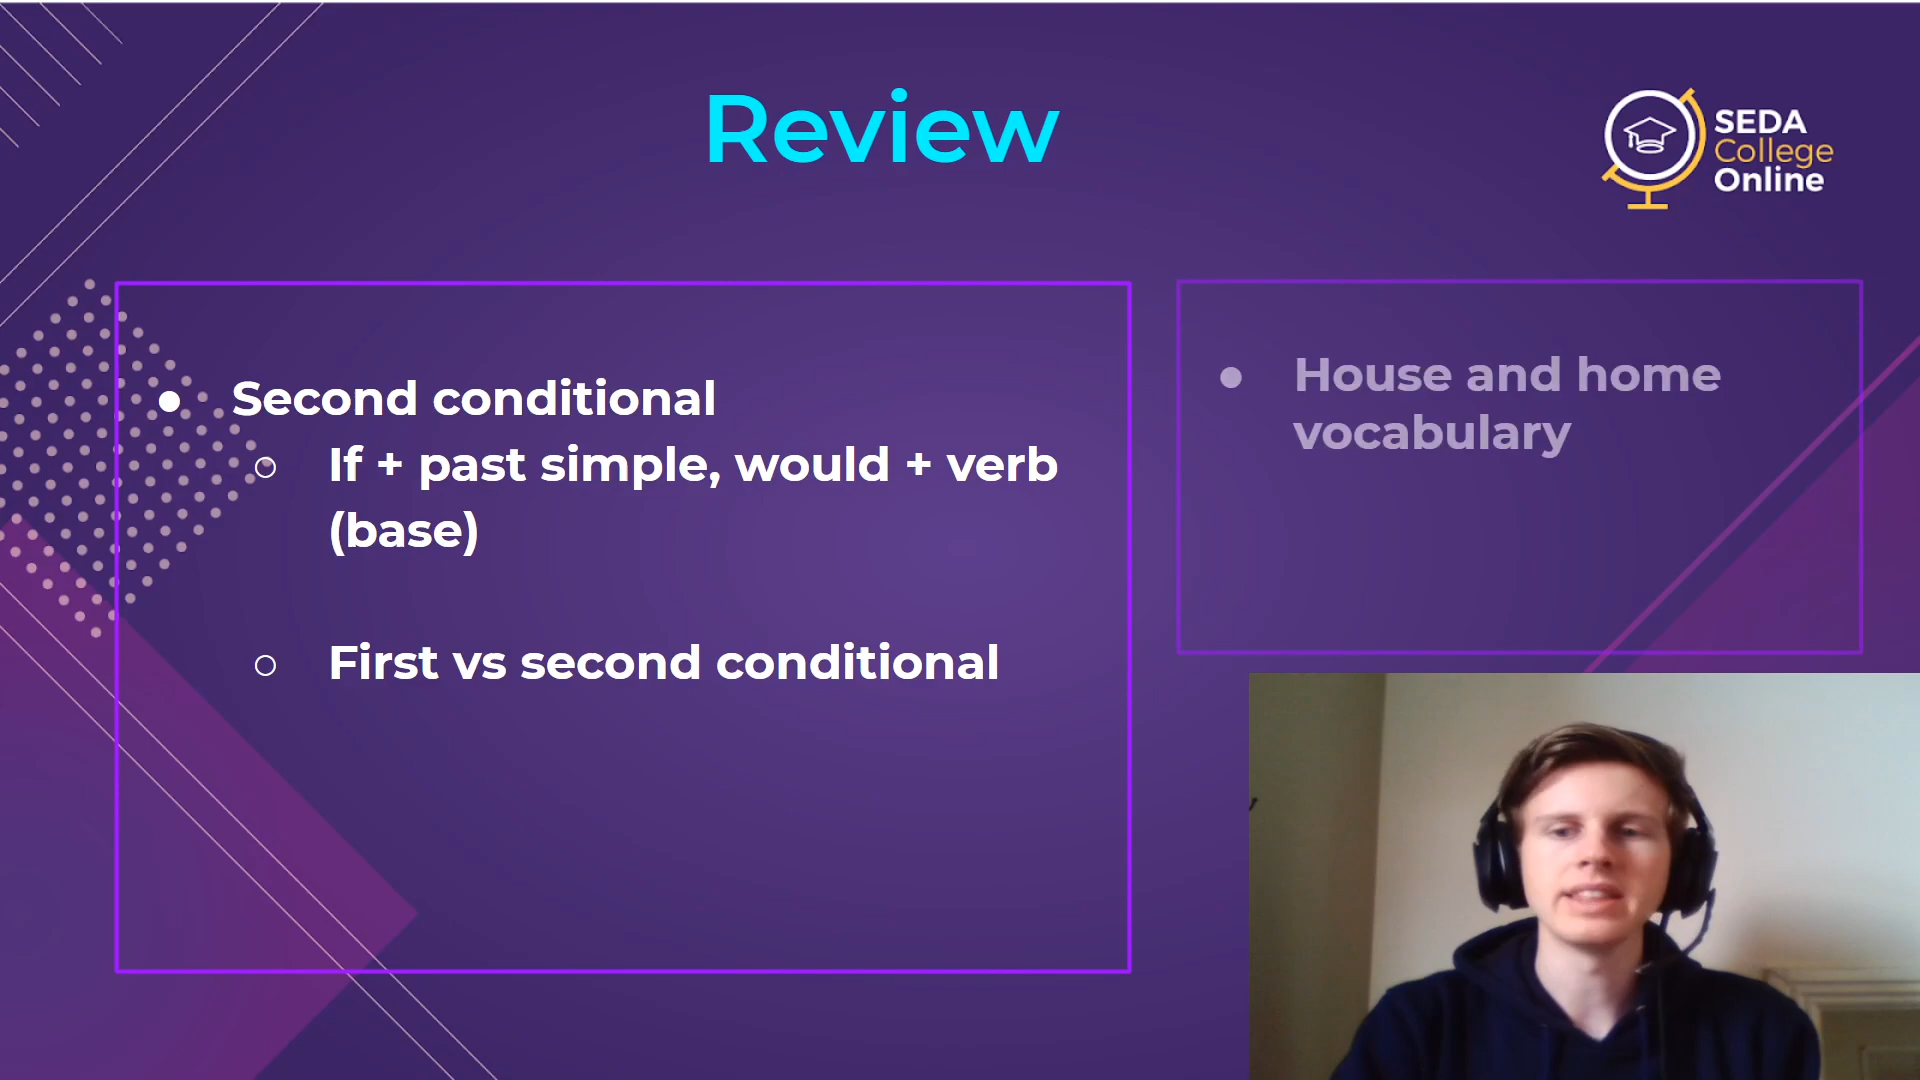 Review
SEDA
College
Online
Second conditional
If + past simple, would + verb
(base)
First vs second conditional
House and home
vocabulary